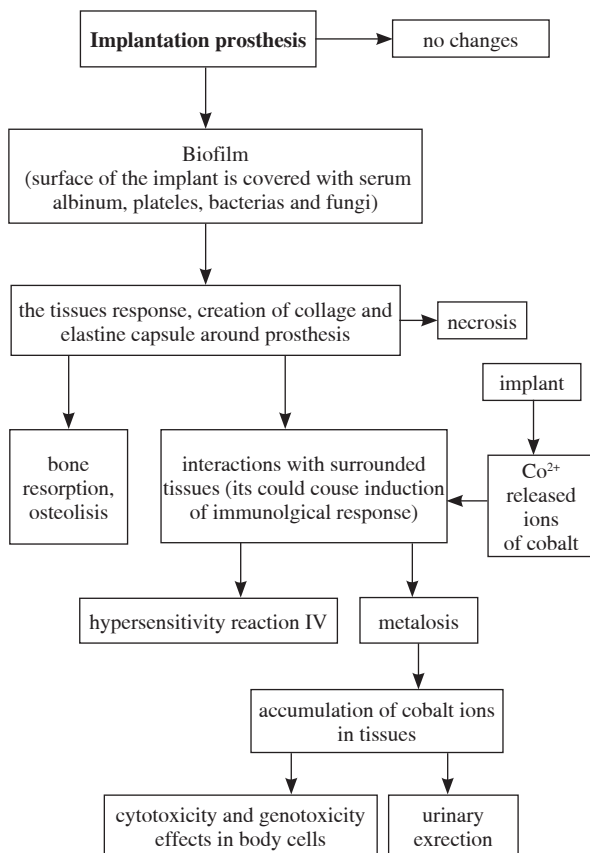 Implantation prosthesis
no changes
Biofilm
(surface of the implant is covered with serum
albinum, plateles, bacterias and fungi)
the tissues response, creation of collage and
elastine capsule around prosthesis
necrosis
implant
bone
resorption,
osteolisis
interactions with surrounded
tissues (its could couse induction
of immunolgical response)
Co²⁺
released
ions
of cobalt
hypersensitivity reaction IV
metalosis
accumulation of cobalt ions
in tissues
cytotoxicity and genotoxicity
effects in body cells
urinary
exrection